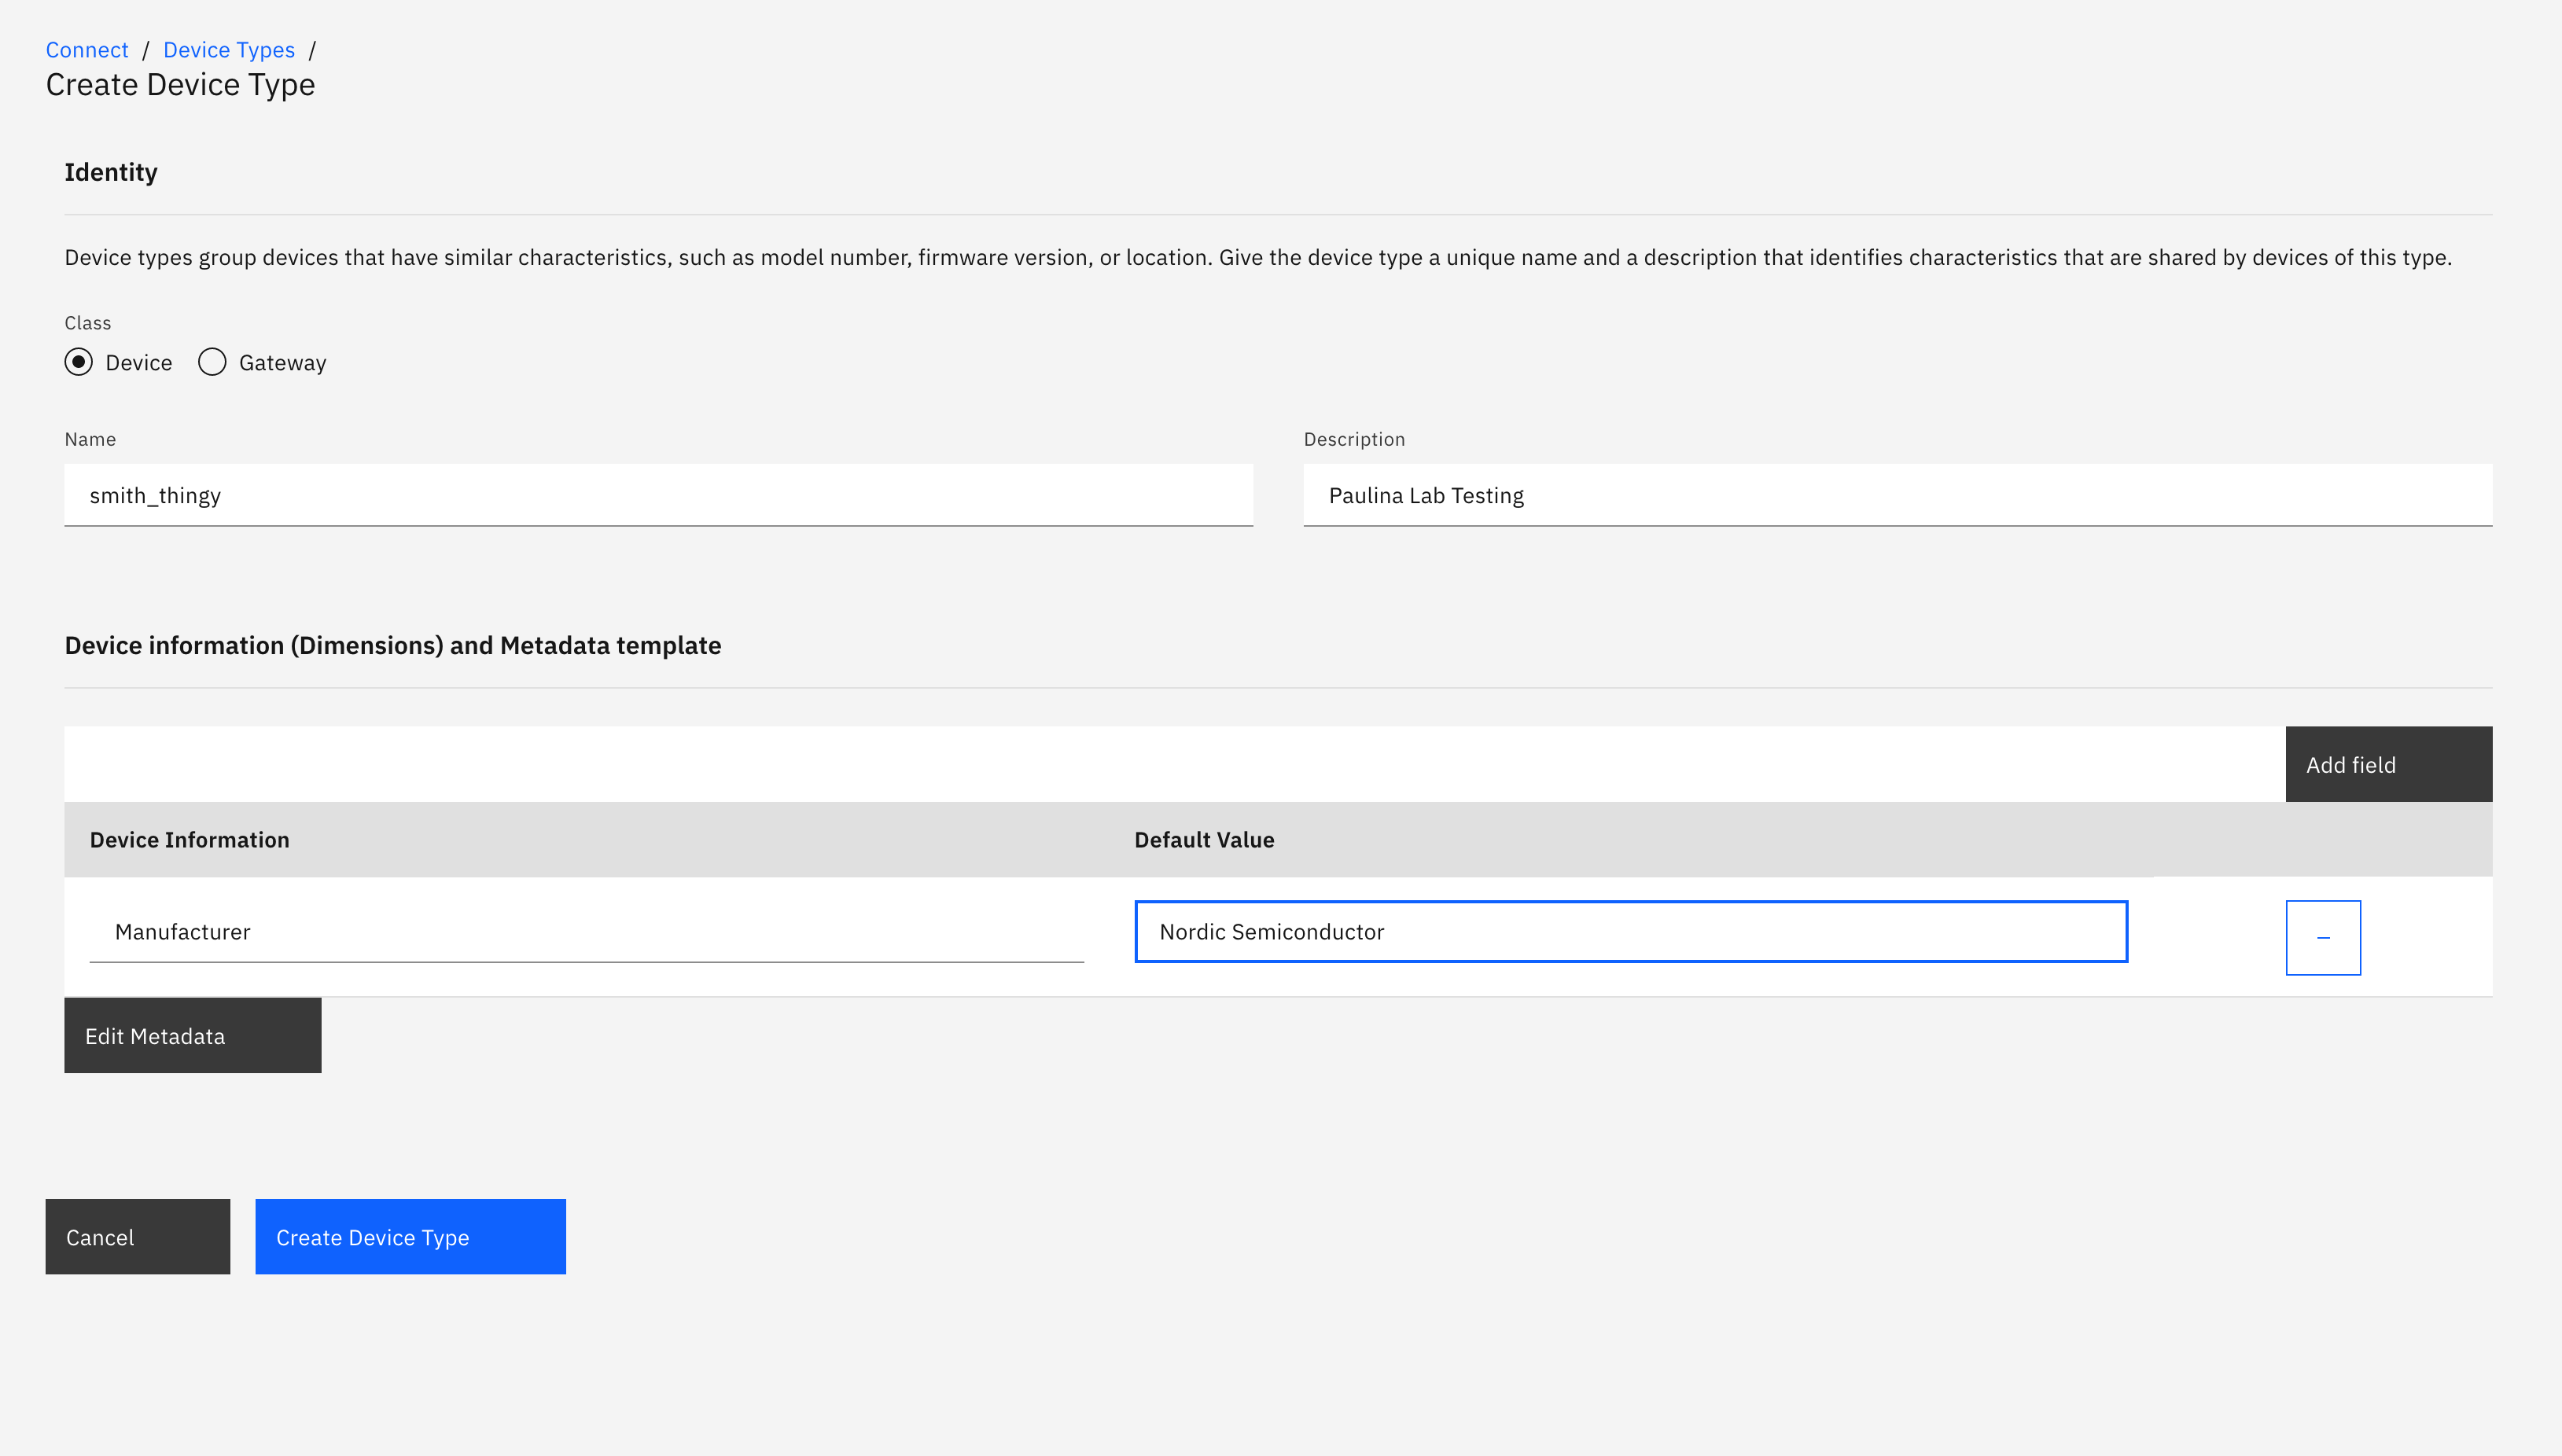 Connect / Device Types /
Create Device Type
Identity
Device types group devices that have similar characteristics, such as model number, firmware version, or location. Give the device type a unique name and a description that identifies characteristics that are shared by devices of this type.
Class
Device Gateway
Name Description
smith_thingy Paulina Lab Testing
Device information (Dimensions) and Metadata template
Add field
Device Information Default Value
Manufacturer Nordic Semiconductor –
Edit Metadata
Cancel Create Device Type